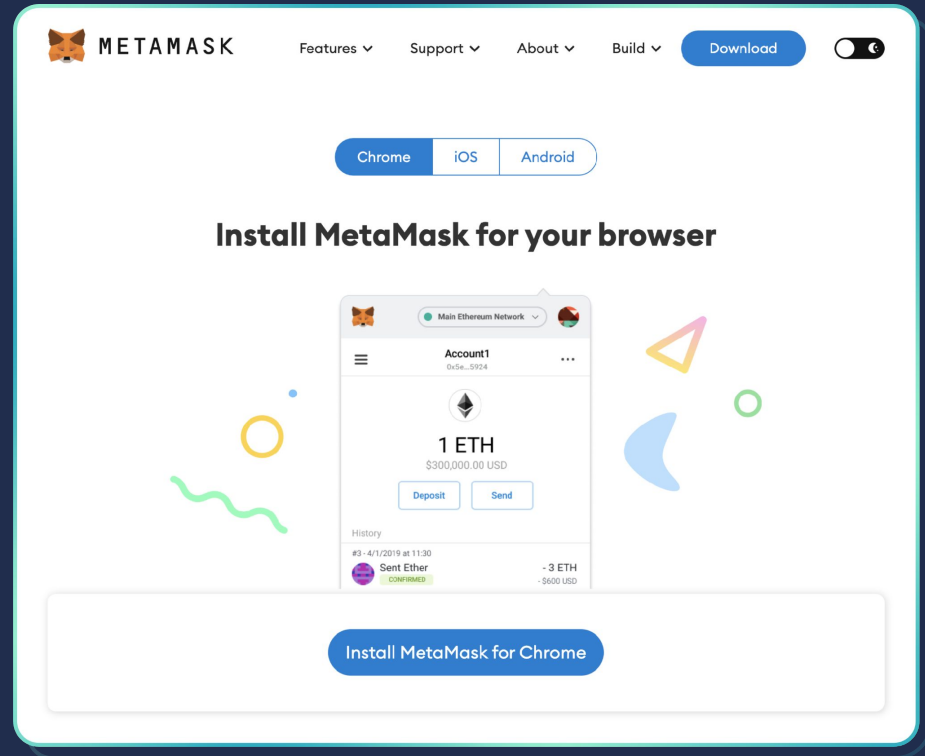 METAMASK
Features
Support
About
Build
Download
Chrome
iOS
Android
Install MetaMask for your browser
Main Ethereum Network
Account1
0x5e...5924
1 ETH
$300,000.00 USD
Deposit
Send
History
#3 - 4/1/2019 at 11:30
Sent Ether
- 3 ETH
CONFIRMED
- $600 USD
Install MetaMask for Chrome